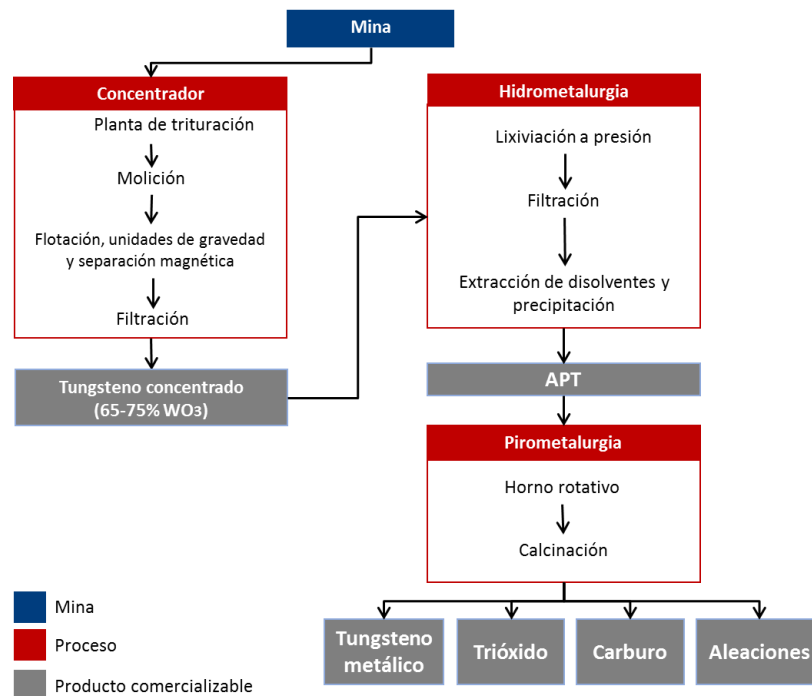 Mina
Concentrador
Planta de trituración
Molición
Flotación, unidades de gravedad
y separación magnética
Filtración
Tungsteno concentrado
(65-75% WO3)
Hidrometalurgia
Lixiviación a presión
Filtración
Extracción de disolventes y
precipitación
APT
Pirometalurgia
Horno rotativo
Calcinación
Tungsteno
metálico
Trióxido
Carburo
Aleaciones
Mina
Proceso
Producto comercializable